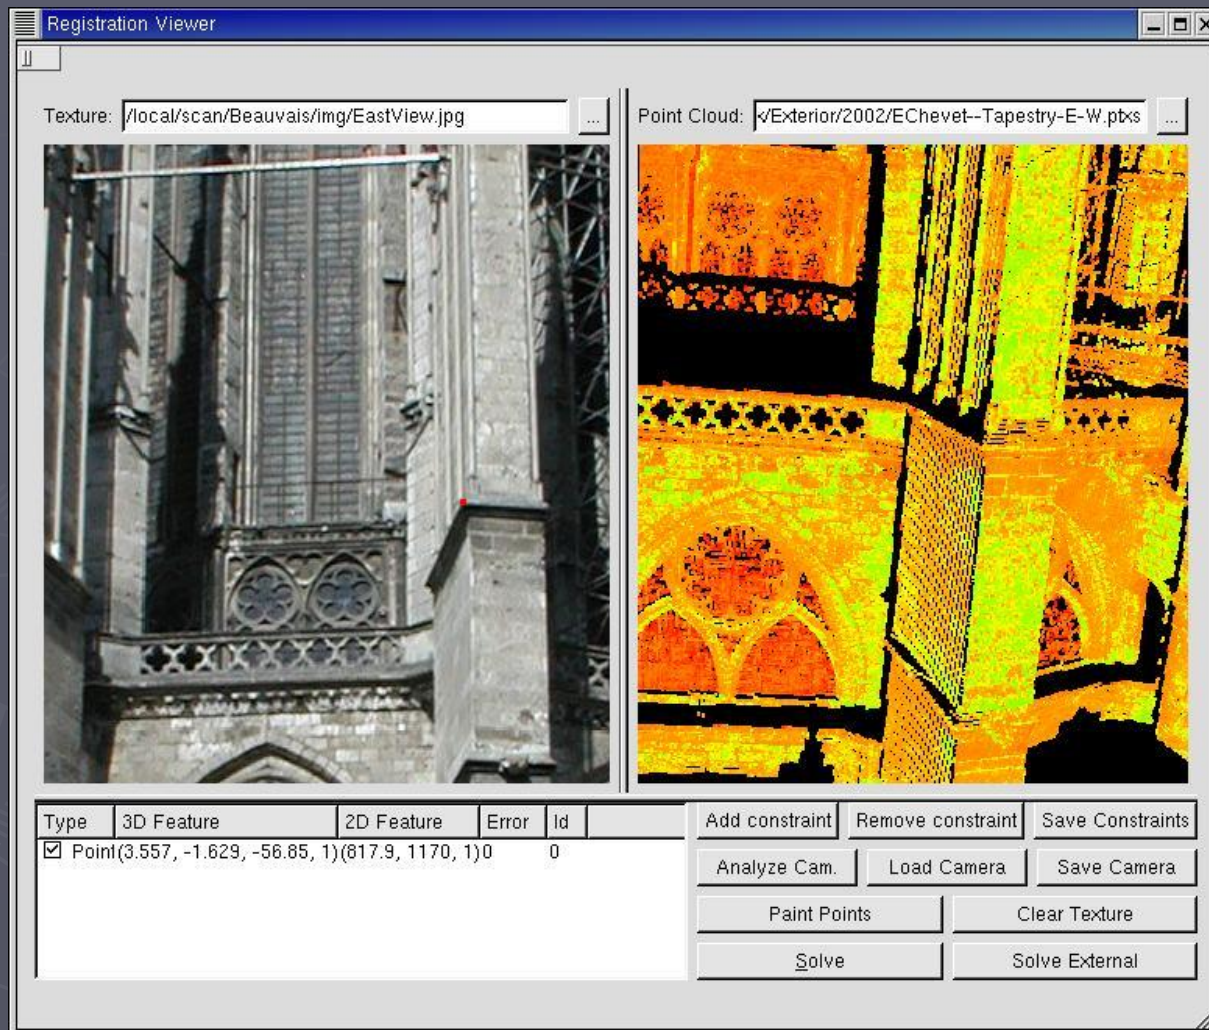 Registration Viewer
Texture: /local/scan/Beauvais/img/EastView.jpg ...
Point Cloud: </Exterior/2002/EChevet--Tapestry-E-W.ptxs ...
Type 3D Feature 2D Feature Error Id
Point (3.557, -1.629, -56.85, 1) (817.9, 1170, 1) 0 0
Add constraint Remove constraint Save Constraints
Analyze Cam. Load Camera Save Camera
Paint Points Clear Texture
Solve Solve External